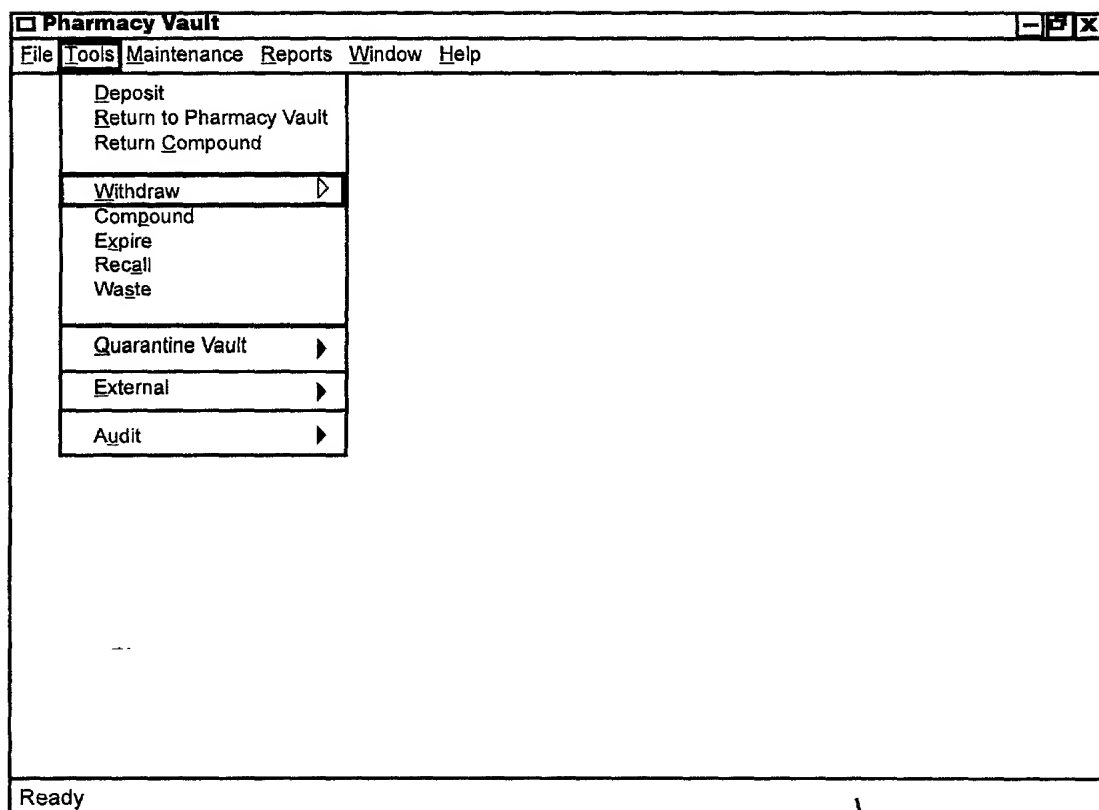 Pharmacy Vault
File Tools Maintenance Reports Window Help
Deposit
Return to Pharmacy Vault
Return Compound
Withdraw
Compound
Expire
Recall
Waste
Quarantine Vault
External
Audit
Ready